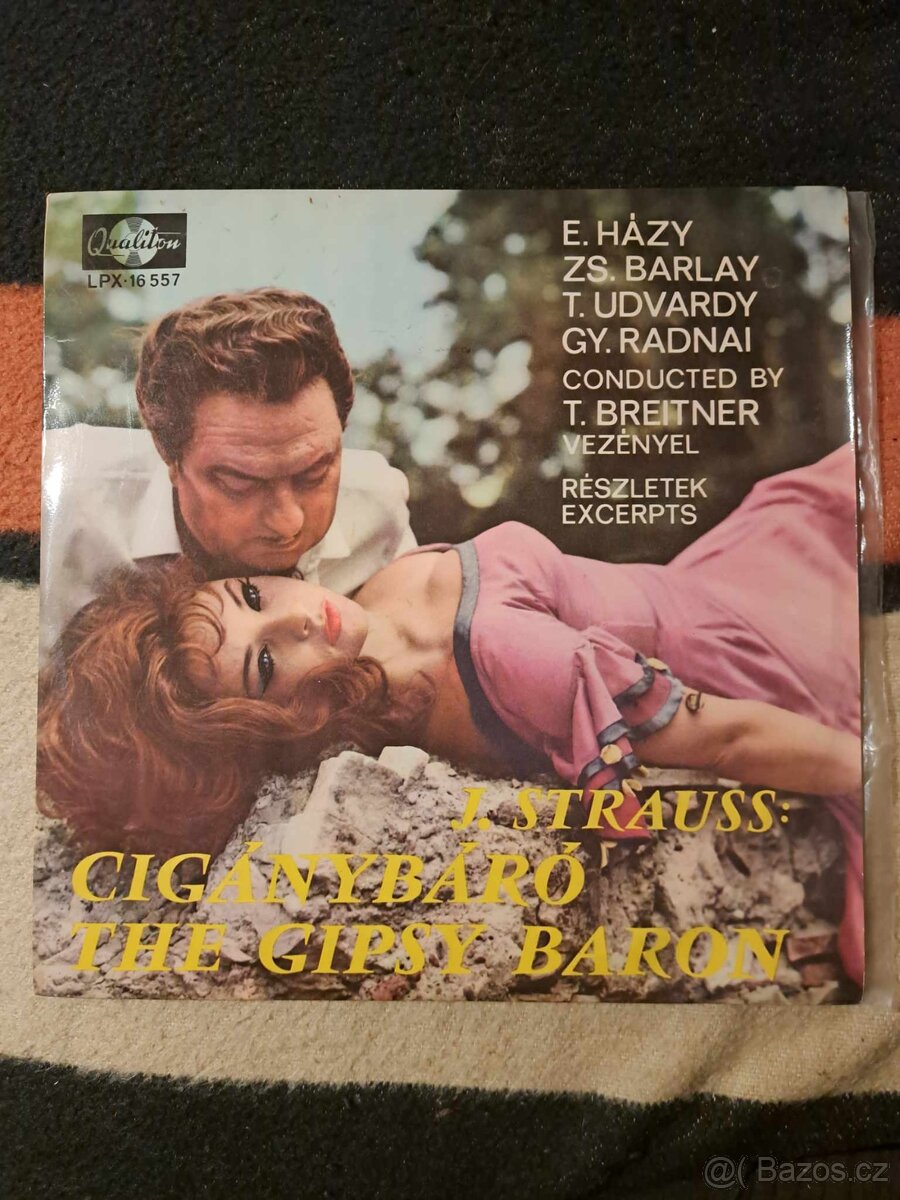 Qualiton
LPX·16 557
E. HÁZY
ZS. BARLAY
T. UDVARDY
GY. RADNAI
CONDUCTED BY
T. BREITNER
VEZÉNYEL
RÉSZLETEK
EXCERPTS
J. STRAUSS:
CIGÁNYBÁRÓ
THE GIPSY BARON
@( Bazos.cz